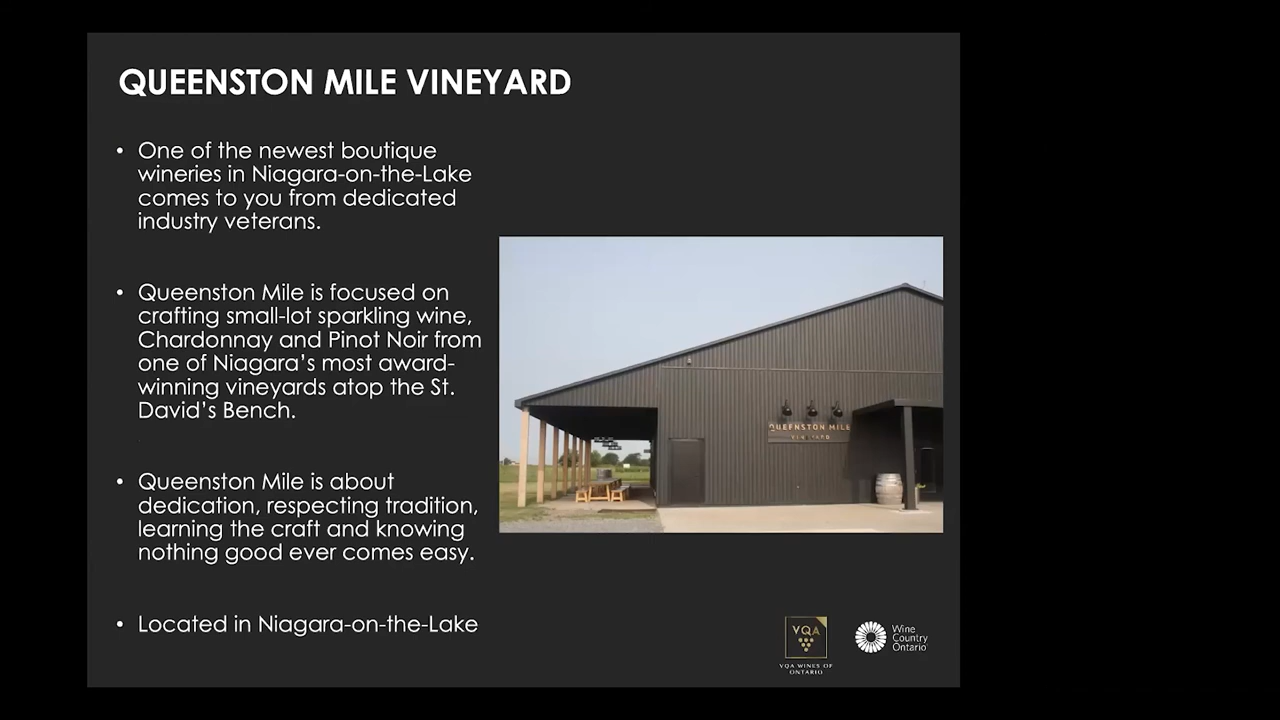 QUEENSTON MILE VINEYARD
• One of the newest boutique
wineries in Niagara-on-the-Lake
comes to you from dedicated
industry veterans.
• Queenston Mile is focused on
crafting small-lot sparkling wine,
Chardonnay and Pinot Noir from
one of Niagara's most award-
winning vineyards atop the St.
David's Bench.
• Queenston Mile is about
dedication, respecting tradition,
learning the craft and knowing
nothing good ever comes easy.
• Located in Niagara-on-the-Lake
QUEENSTON MILE
VINEYARD
VQA
VQA WINES OF
ONTARIO
Wine
Country
Ontario